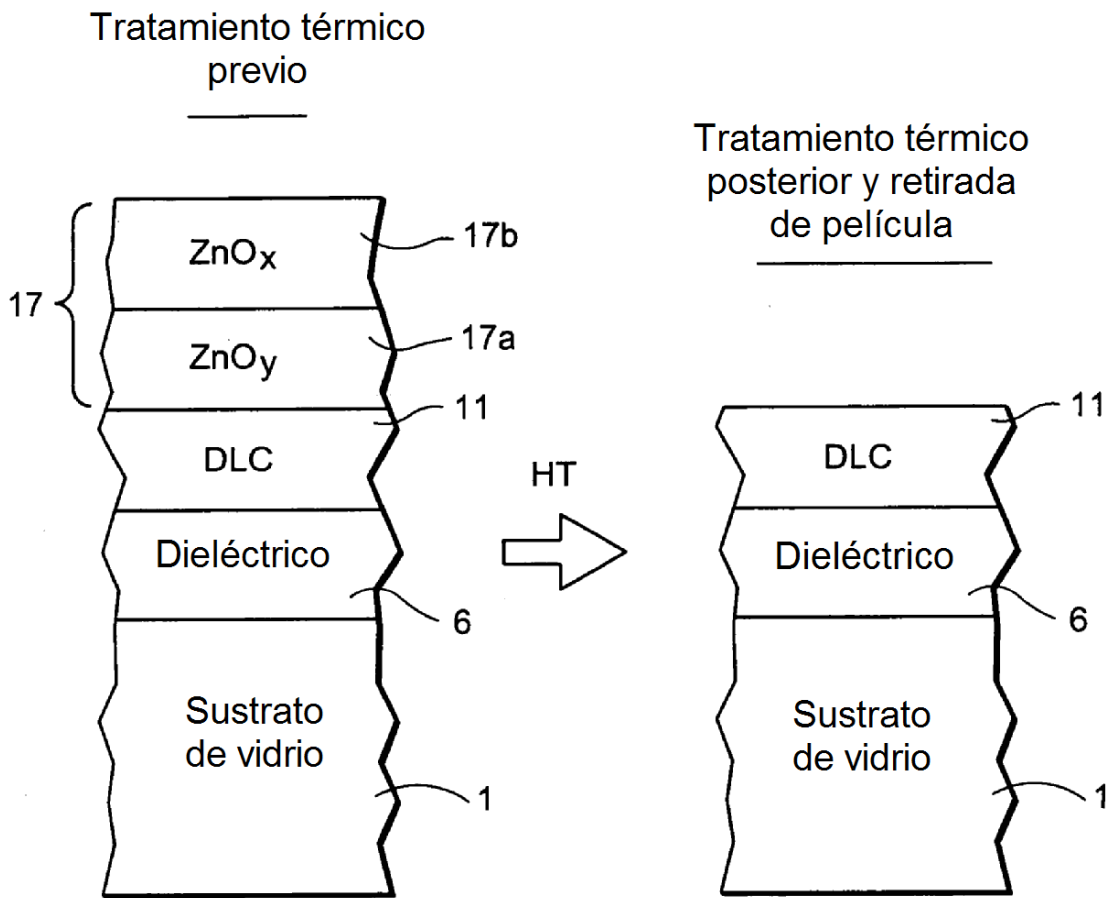 Tratamiento térmico
previo
17b
ZnOx
17
17a
ZnOy
11
DLC
Dieléctrico
6
Sustrato
de vidrio
1
HT
Tratamiento térmico
posterior y retirada
de película
11
DLC
Dieléctrico
6
Sustrato
de vidrio
1